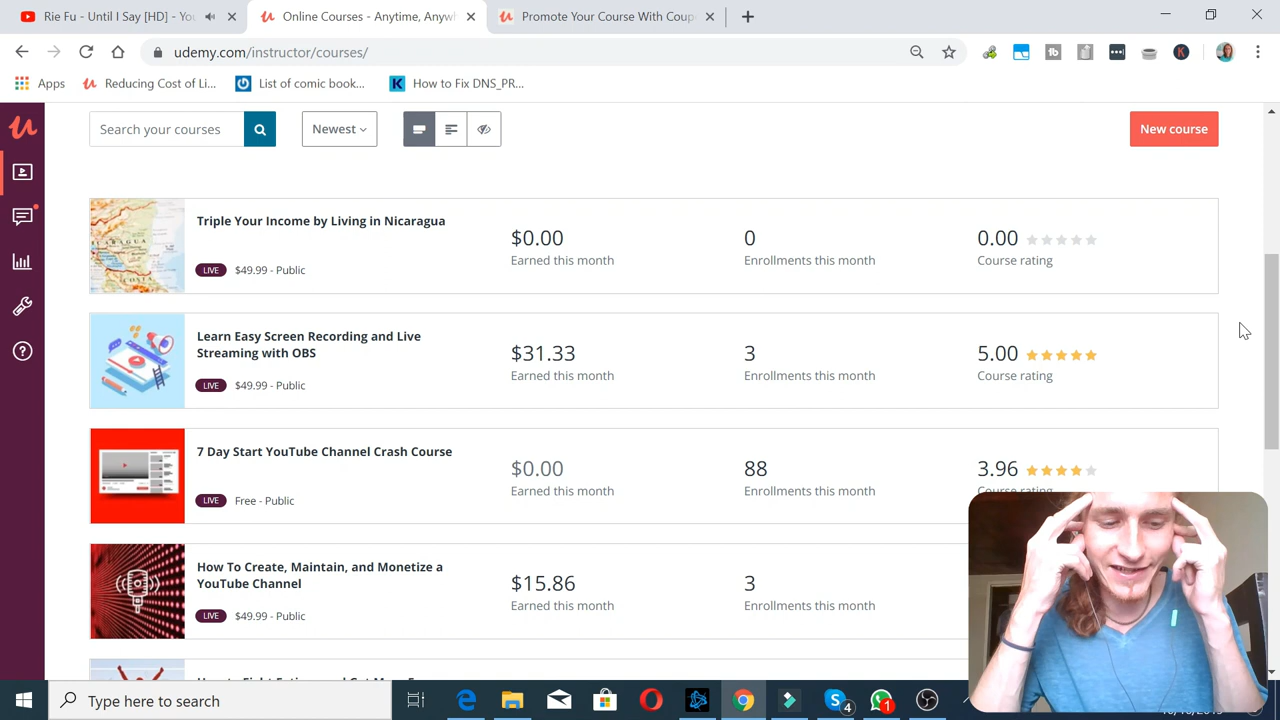 Rie Fu - Until I Say [HD] - Yo
Online Courses - Anytime, Anyw
Promote Your Course With Coup
udemy.com/instructor/courses/
Apps
Reducing Cost of Li...
List of comic book...
How to Fix DNS_PR...
Search your courses
Newest
New course
Triple Your Income by Living in Nicaragua
LIVE $49.99 - Public
$0.00
Earned this month
0
Enrollments this month
0.00
Course rating
Learn Easy Screen Recording and Live
Streaming with OBS
LIVE $49.99 - Public
$31.33
Earned this month
3
Enrollments this month
5.00
Course rating
7 Day Start YouTube Channel Crash Course
LIVE Free - Public
$0.00
Earned this month
88
Enrollments this month
3.96
Course rating
How To Create, Maintain, and Monetize a
YouTube Channel
LIVE $49.99 - Public
$15.86
Earned this month
3
Enrollments this month
Type here to search
4
1